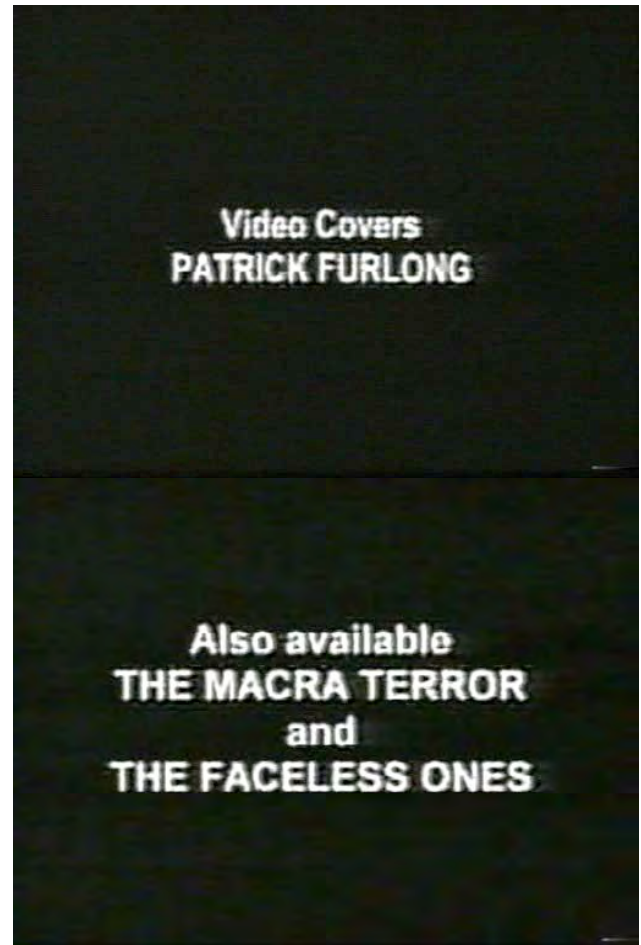 Video Covers
PATRICK FURLONG
Also available
THE MACRA TERROR
and
THE FACELESS ONES